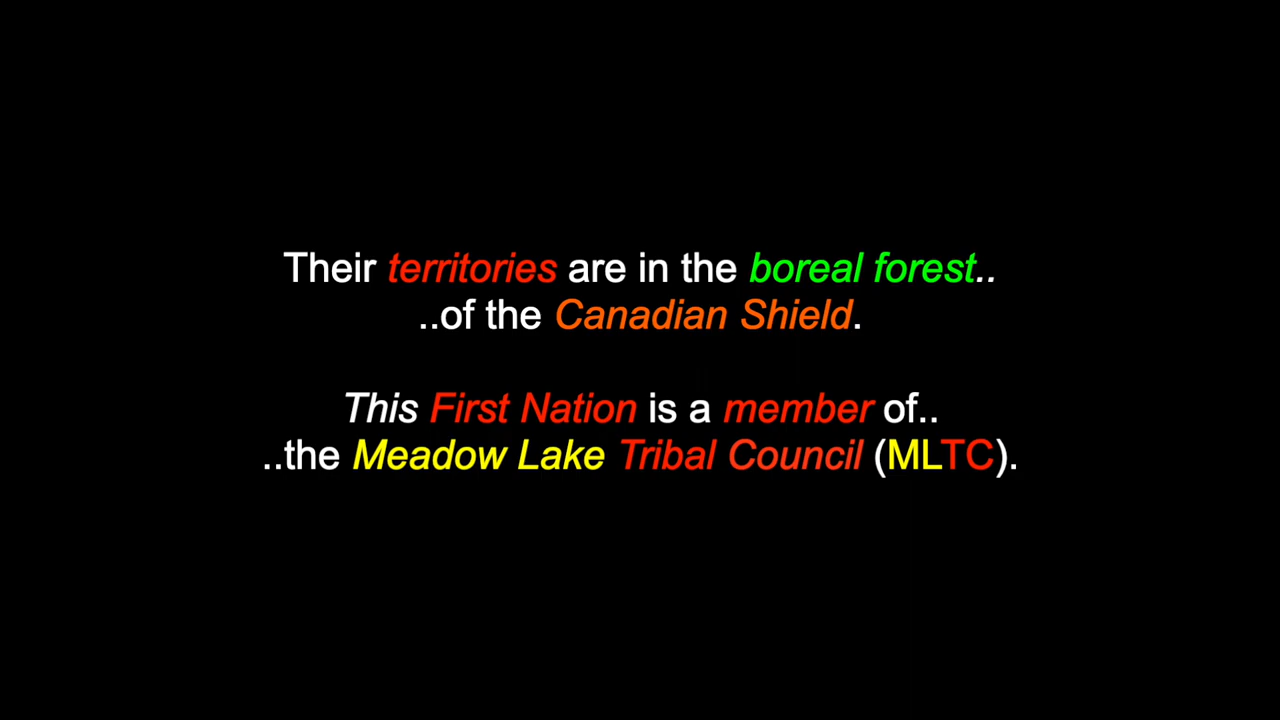 Their territories are in the boreal forest..
..of the Canadian Shield.
This First Nation is a member of..
..the Meadow Lake Tribal Council (MLTC).